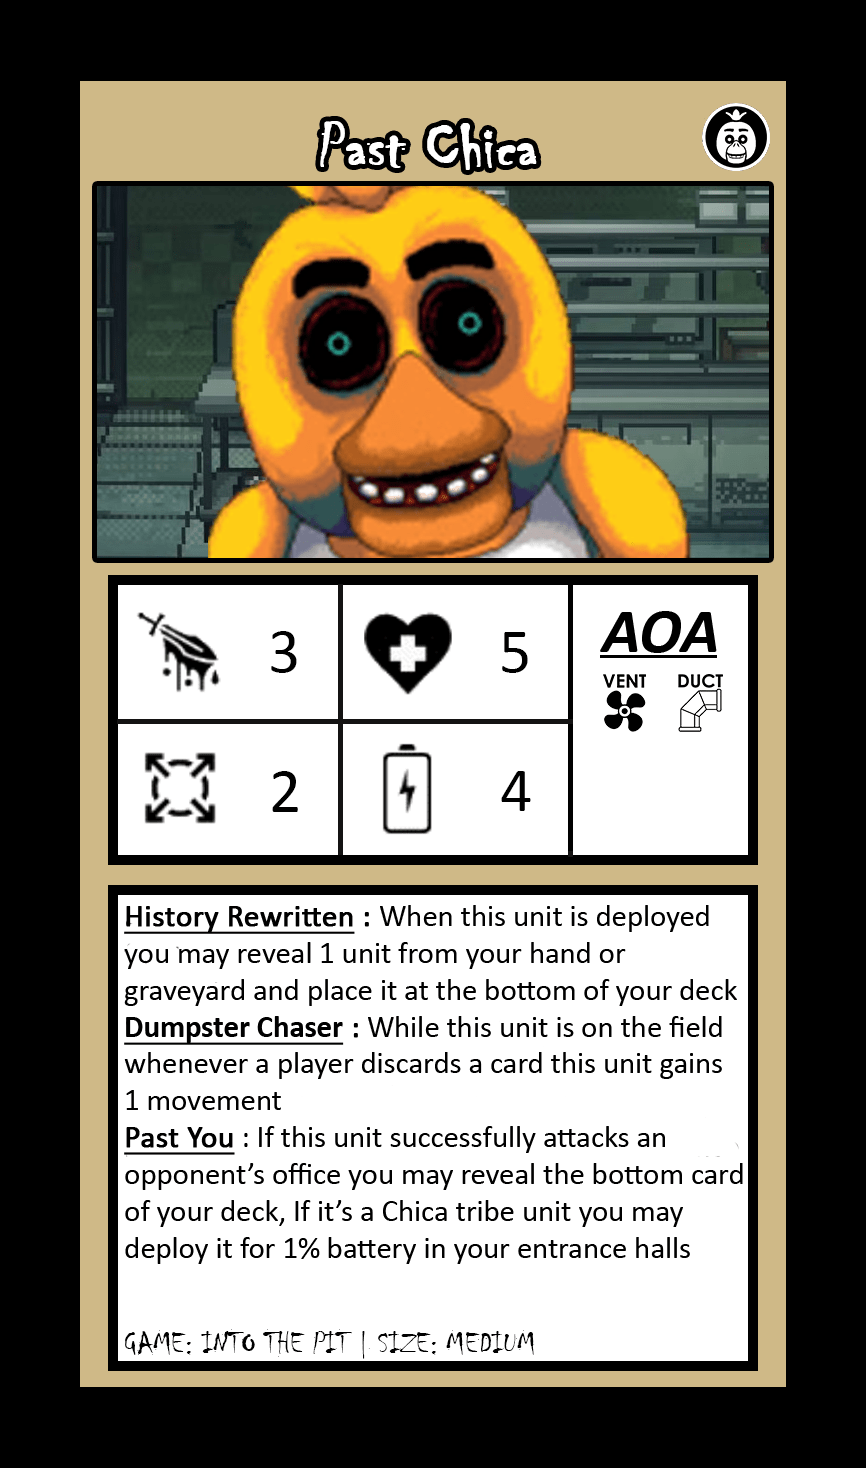 Past Chica
3
5
AOA
VENT DUCT
2
4
History Rewritten : When this unit is deployed
you may reveal 1 unit from your hand or
graveyard and place it at the bottom of your deck
Dumpster Chaser : While this unit is on the field
whenever a player discards a card this unit gains
1 movement
Past You : If this unit successfully attacks an
opponent’s office you may reveal the bottom card
of your deck, If it’s a Chica tribe unit you may
deploy it for 1% battery in your entrance halls
GAME: INTO THE PIT | SIZE: MEDIUM